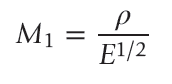 M₁ = ρ / E^{1/2}